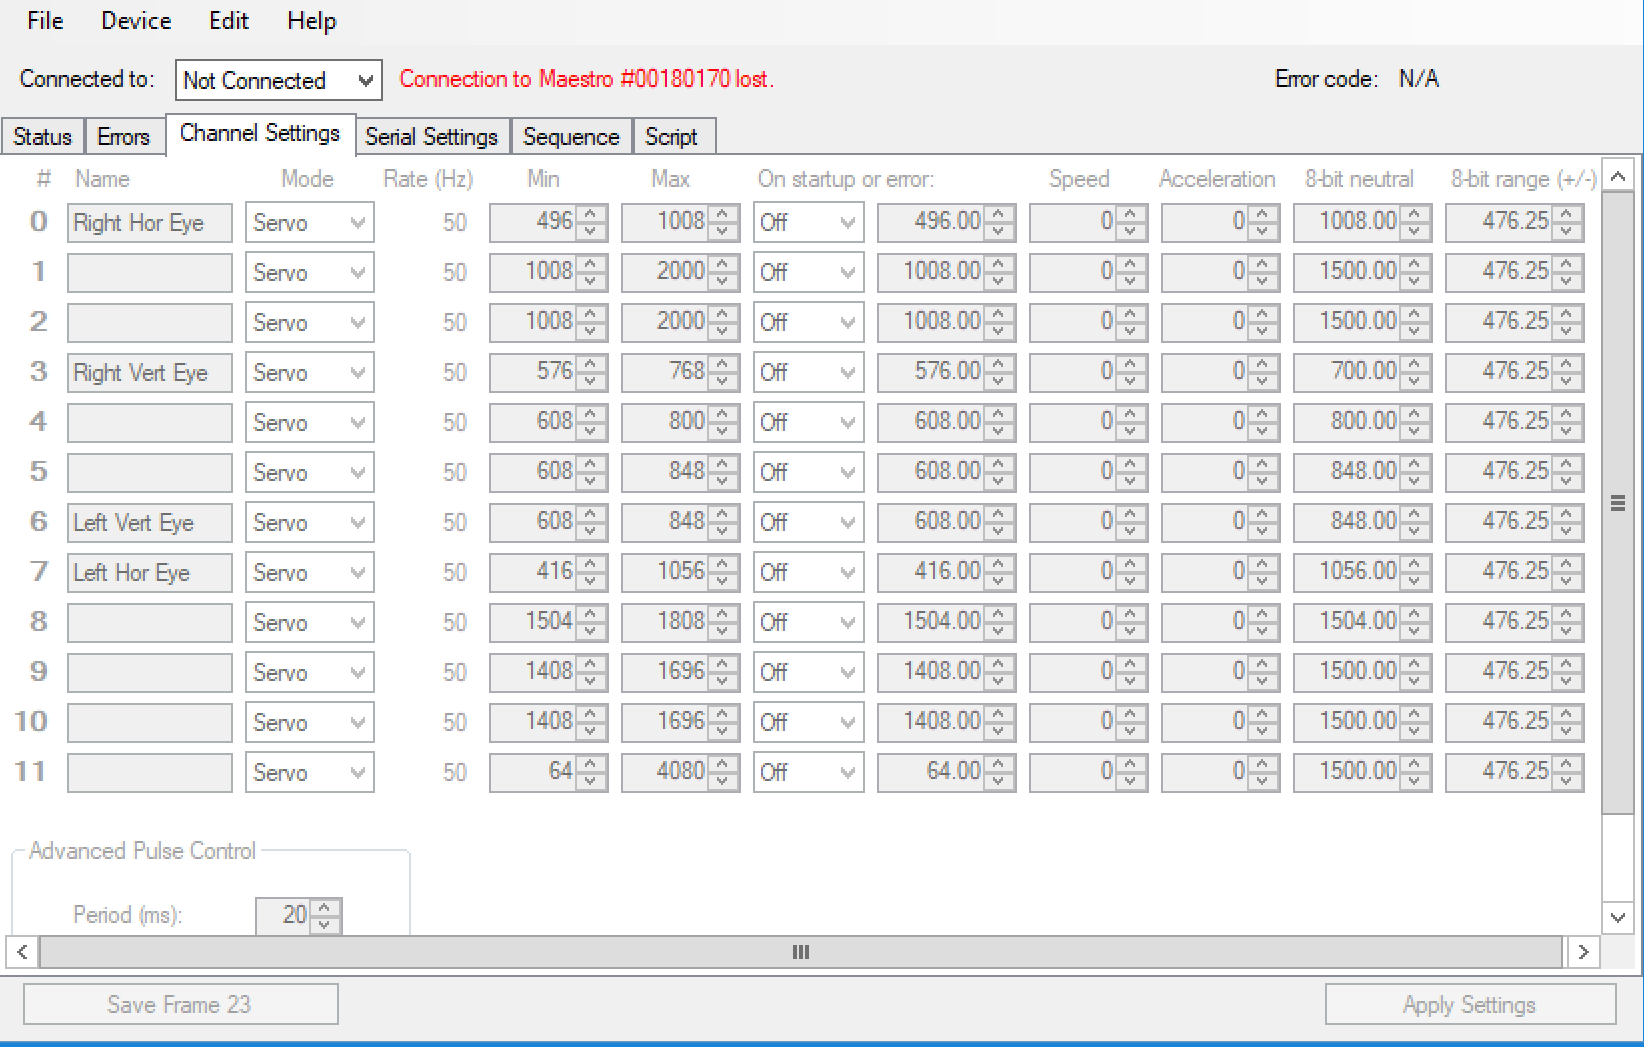 File Device Edit Help
Connected to: Not Connected Connection to Maestro #00180170 lost. Error code: N/A
Status Errors Channel Settings Serial Settings Sequence Script
# Name Mode Rate (Hz) Min Max On startup or error: Speed Acceleration 8-bit neutral 8-bit range (+/-)
0 Right Hor Eye Servo 50 496 1008 Off 496.00 0 0 1008.00 476.25
1 Servo 50 1008 2000 Off 1008.00 0 0 1500.00 476.25
2 Servo 50 1008 2000 Off 1008.00 0 0 1500.00 476.25
3 Right Vert Eye Servo 50 576 768 Off 576.00 0 0 700.00 476.25
4 Servo 50 608 800 Off 608.00 0 0 800.00 476.25
5 Servo 50 608 848 Off 608.00 0 0 848.00 476.25
6 Left Vert Eye Servo 50 608 848 Off 608.00 0 0 848.00 476.25
7 Left Hor Eye Servo 50 416 1056 Off 416.00 0 0 1056.00 476.25
8 Servo 50 1504 1808 Off 1504.00 0 0 1504.00 476.25
9 Servo 50 1408 1696 Off 1408.00 0 0 1500.00 476.25
10 Servo 50 1408 1696 Off 1408.00 0 0 1500.00 476.25
11 Servo 50 64 4080 Off 64.00 0 0 1500.00 476.25
Advanced Pulse Control
Period (ms): 20
Save Frame 23 Apply Settings